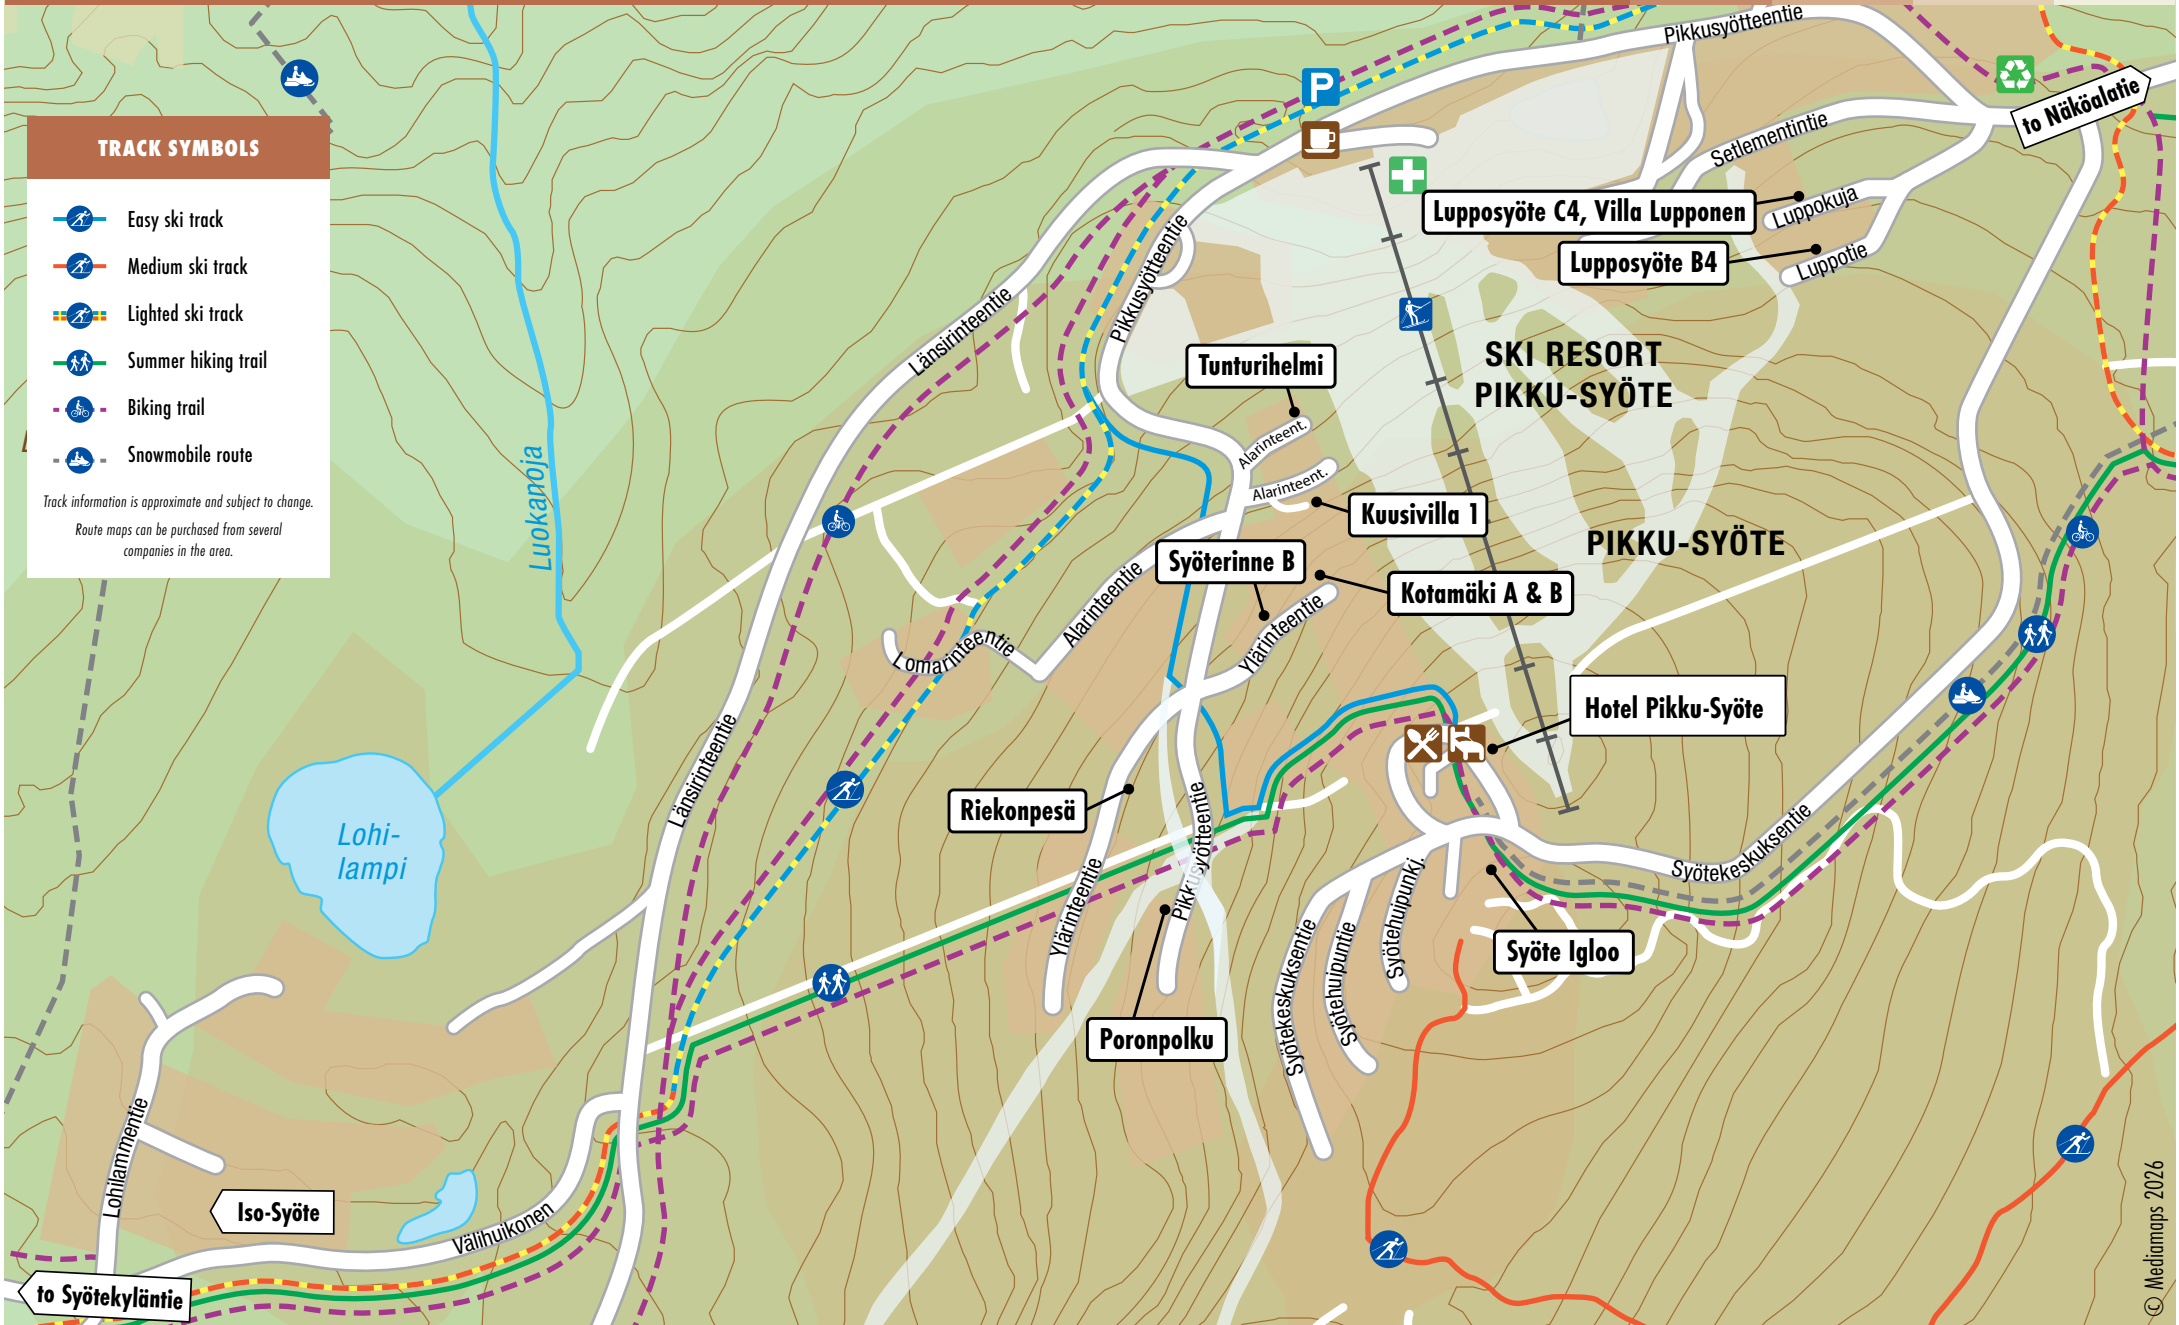 TRACK SYMBOLS
Easy ski track
Medium ski track
Lighted ski track
Summer hiking trail
Biking trail
Snowmobile route
Track information is approximate and subject to change.
Route maps can be purchased from several
companies in the area.
Pikkusyötteentie
P
to Näköalatie
Setlementintie
Lupposyöte C4, Villa Lupponen
Luppokuja
Lupposyöte B4
Luppotie
Pikkusyötteentie
Länsirinteentie
Tunturihelmi
SKI RESORT
PIKKU-SYÖTE
Alarinteent.
Alarinteent.
Luokanoja
Kuusivilla 1
PIKKU-SYÖTE
Syöterinne B
Kotamäki A & B
Alarinteentie
Ylärinteentie
Lomarinteentie
Hotel Pikku-Syöte
Länsirinteentie
Riekonpesä
Lohi-
lampi
Pikkusyötteentie
Syötekeskuksentie
Ylärinteentie
Syötehuipunkj.
Syötehuipuntie
Syötekeskuksentie
Syöte Igloo
Poronpolku
Lohilammentie
Iso-Syöte
Välihuikonen
to Syötekyläntie
© Mediamaps 2026